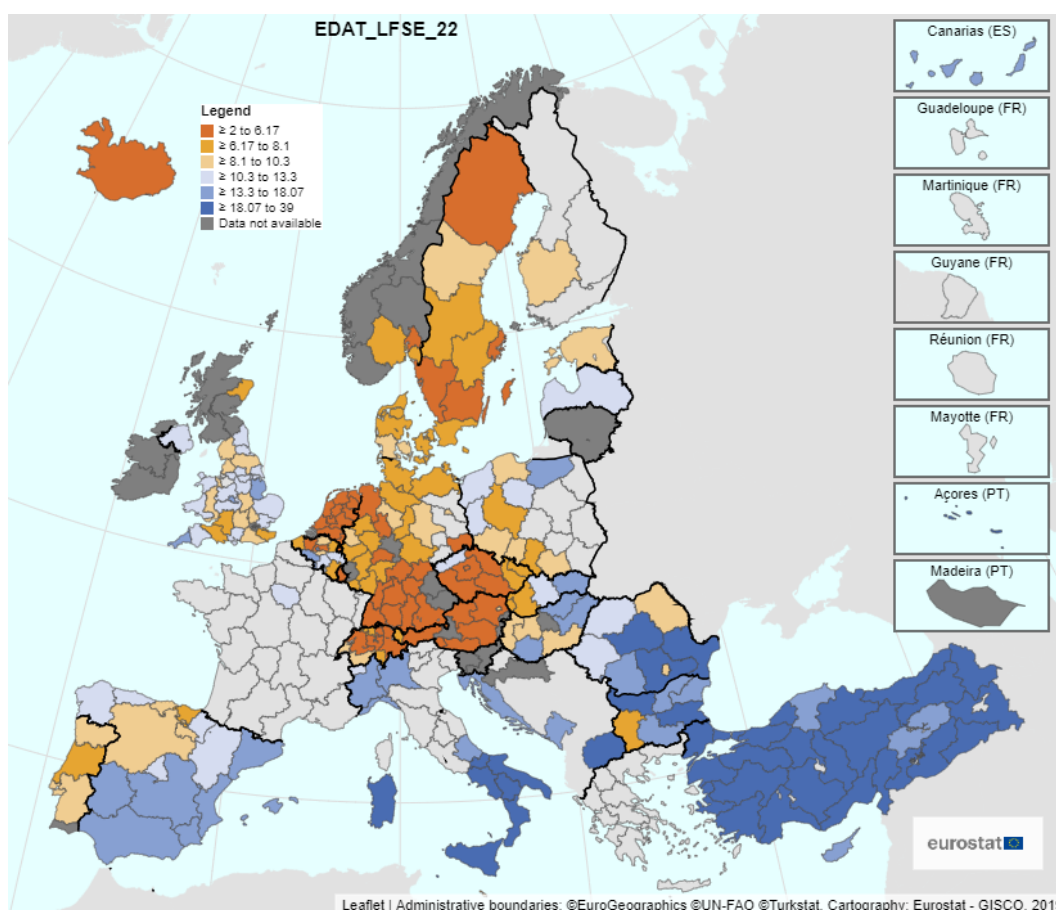 EDAT_LFSE_22
Legend
≥ 2 to 6.17
≥ 6.17 to 8.1
≥ 8.1 to 10.3
≥ 10.3 to 13.3
≥ 13.3 to 18.07
≥ 18.07 to 39
Data not available
Canarias (ES)
Guadeloupe (FR)
Martinique (FR)
Guyane (FR)
Réunion (FR)
Mayotte (FR)
Açores (PT)
Madeira (PT)
eurostat
Leaflet | Administrative boundaries: ©EuroGeographics ©UN-FAO ©Turkstat, Cartography: Eurostat - GISCO, 201